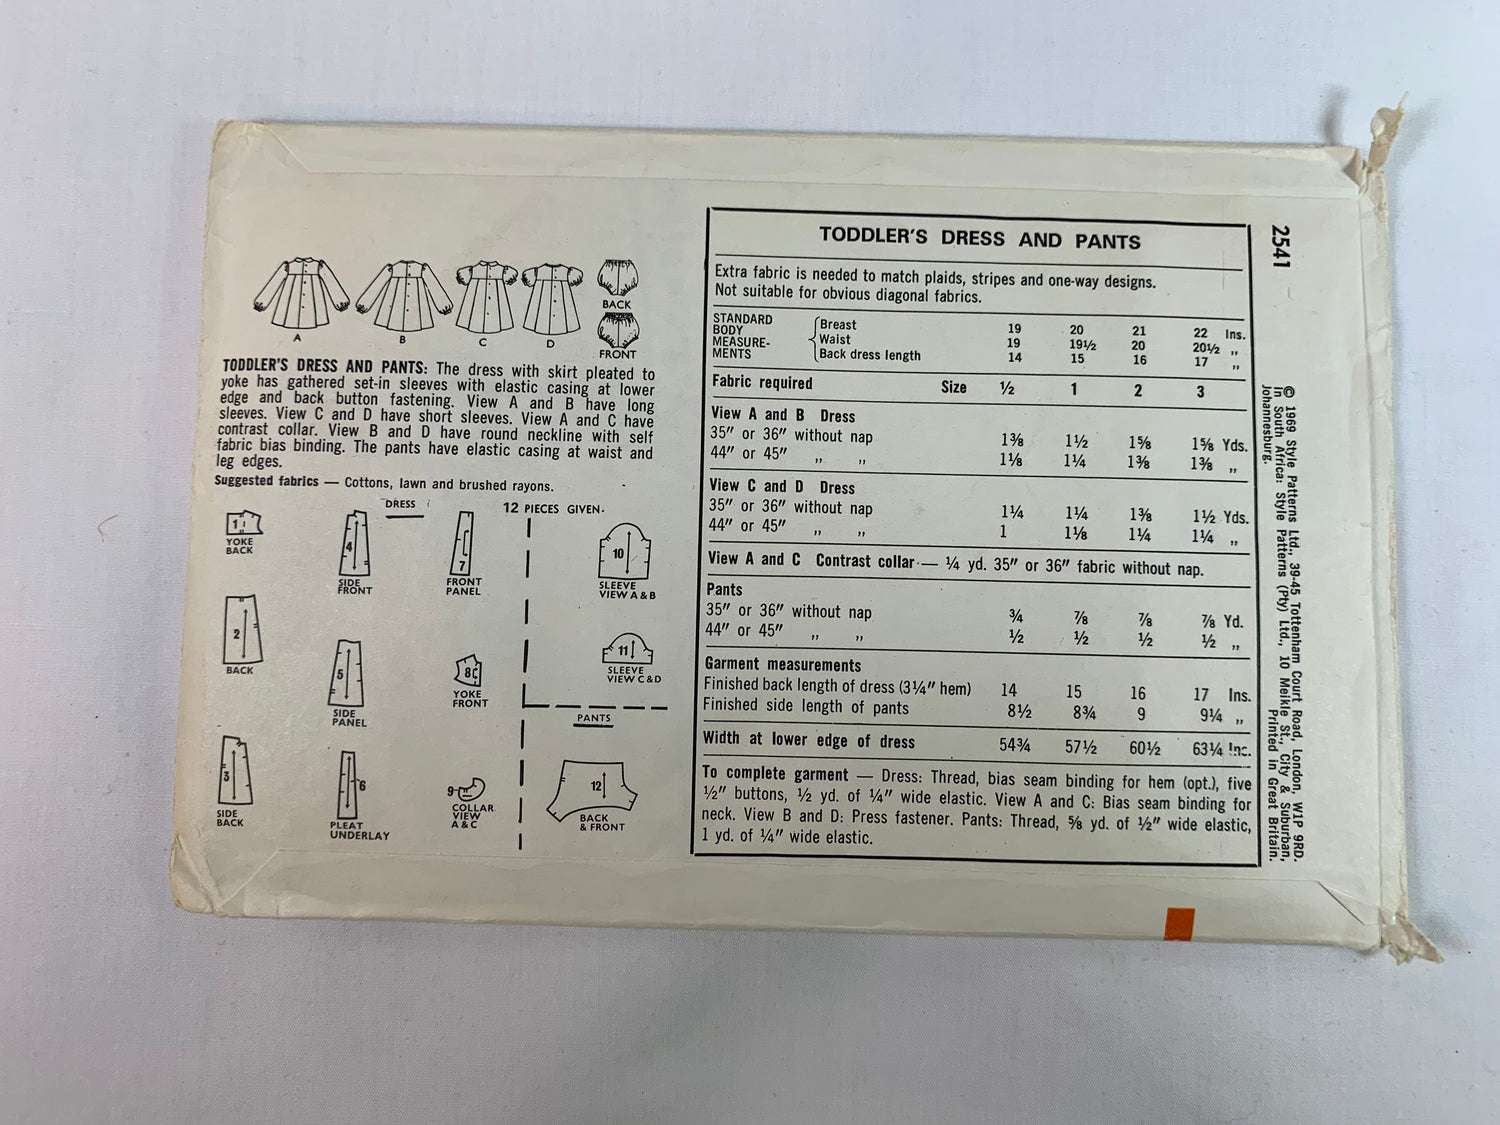 A
B
C
D
BACK
FRONT
TODDLER'S DRESS AND PANTS: The dress with skirt pleated to
yoke has gathered set-in sleeves with elastic casing at lower
edge and back button fastening. View A and B have long
sleeves. View C and D have short sleeves. View A and C have
contrast collar. View B and D have round neckline with self
fabric bias binding. The pants have elastic casing at waist and
leg edges.
Suggested fabrics — Cottons, lawn and brushed rayons.
DRESS
12 PIECES GIVEN.
1
YOKE
BACK
4
SIDE
FRONT
7
FRONT
PANEL
10
SLEEVE
VIEW A & B
2
BACK
5
SIDE
PANEL
8
YOKE
FRONT
11
SLEEVE
VIEW C & D
PANTS
3
SIDE
BACK
6
PLEAT
UNDERLAY
9
COLLAR
VIEW
A & C
12
BACK
& FRONT
TODDLER'S DRESS AND PANTS
Extra fabric is needed to match plaids, stripes and one-way designs.
Not suitable for obvious diagonal fabrics.
STANDARD
BODY
MEASURE-
MENTS
Breast 19 20 21 22 Ins.
Waist 19 19½ 20 20½ „
Back dress length 14 15 16 17 „
Fabric required Size ½ 1 2 3
View A and B Dress
35" or 36" without nap 1⅜ 1½ 1⅝ 1⅝ Yds.
44" or 45" „ „ 1⅛ 1¼ 1⅜ 1⅜ „
View C and D Dress
35" or 36" without nap 1¼ 1¼ 1⅜ 1½ Yds.
44" or 45" „ „ 1 1⅛ 1¼ 1¼ „
View A and C Contrast collar — ¼ yd. 35" or 36" fabric without nap.
Pants
35" or 36" without nap ¾ ⅞ ⅞ ⅞ Yd.
44" or 45" „ „ ½ ½ ½ ½ „
Garment measurements
Finished back length of dress (3¼" hem) 14 15 16 17 Ins.
Finished side length of pants 8½ 8¾ 9 9¼ „
Width at lower edge of dress 54¾ 57½ 60½ 63¼ Inc.
To complete garment — Dress: Thread, bias seam binding for hem (opt.), five
½" buttons, ½ yd. of ¼" wide elastic. View A and C: Bias seam binding for
neck. View B and D: Press fastener. Pants: Thread, ⅝ yd. of ½" wide elastic,
1 yd. of ¼" wide elastic.
2541
© 1969 Style Patterns Ltd., 39-45 Tottenham Court Road, London, W1P 9RD.
In South Africa: Style Patterns (Pty) Ltd., 10 Meikle St., City & Suburban,
Johannesburg. Printed in Great Britain.